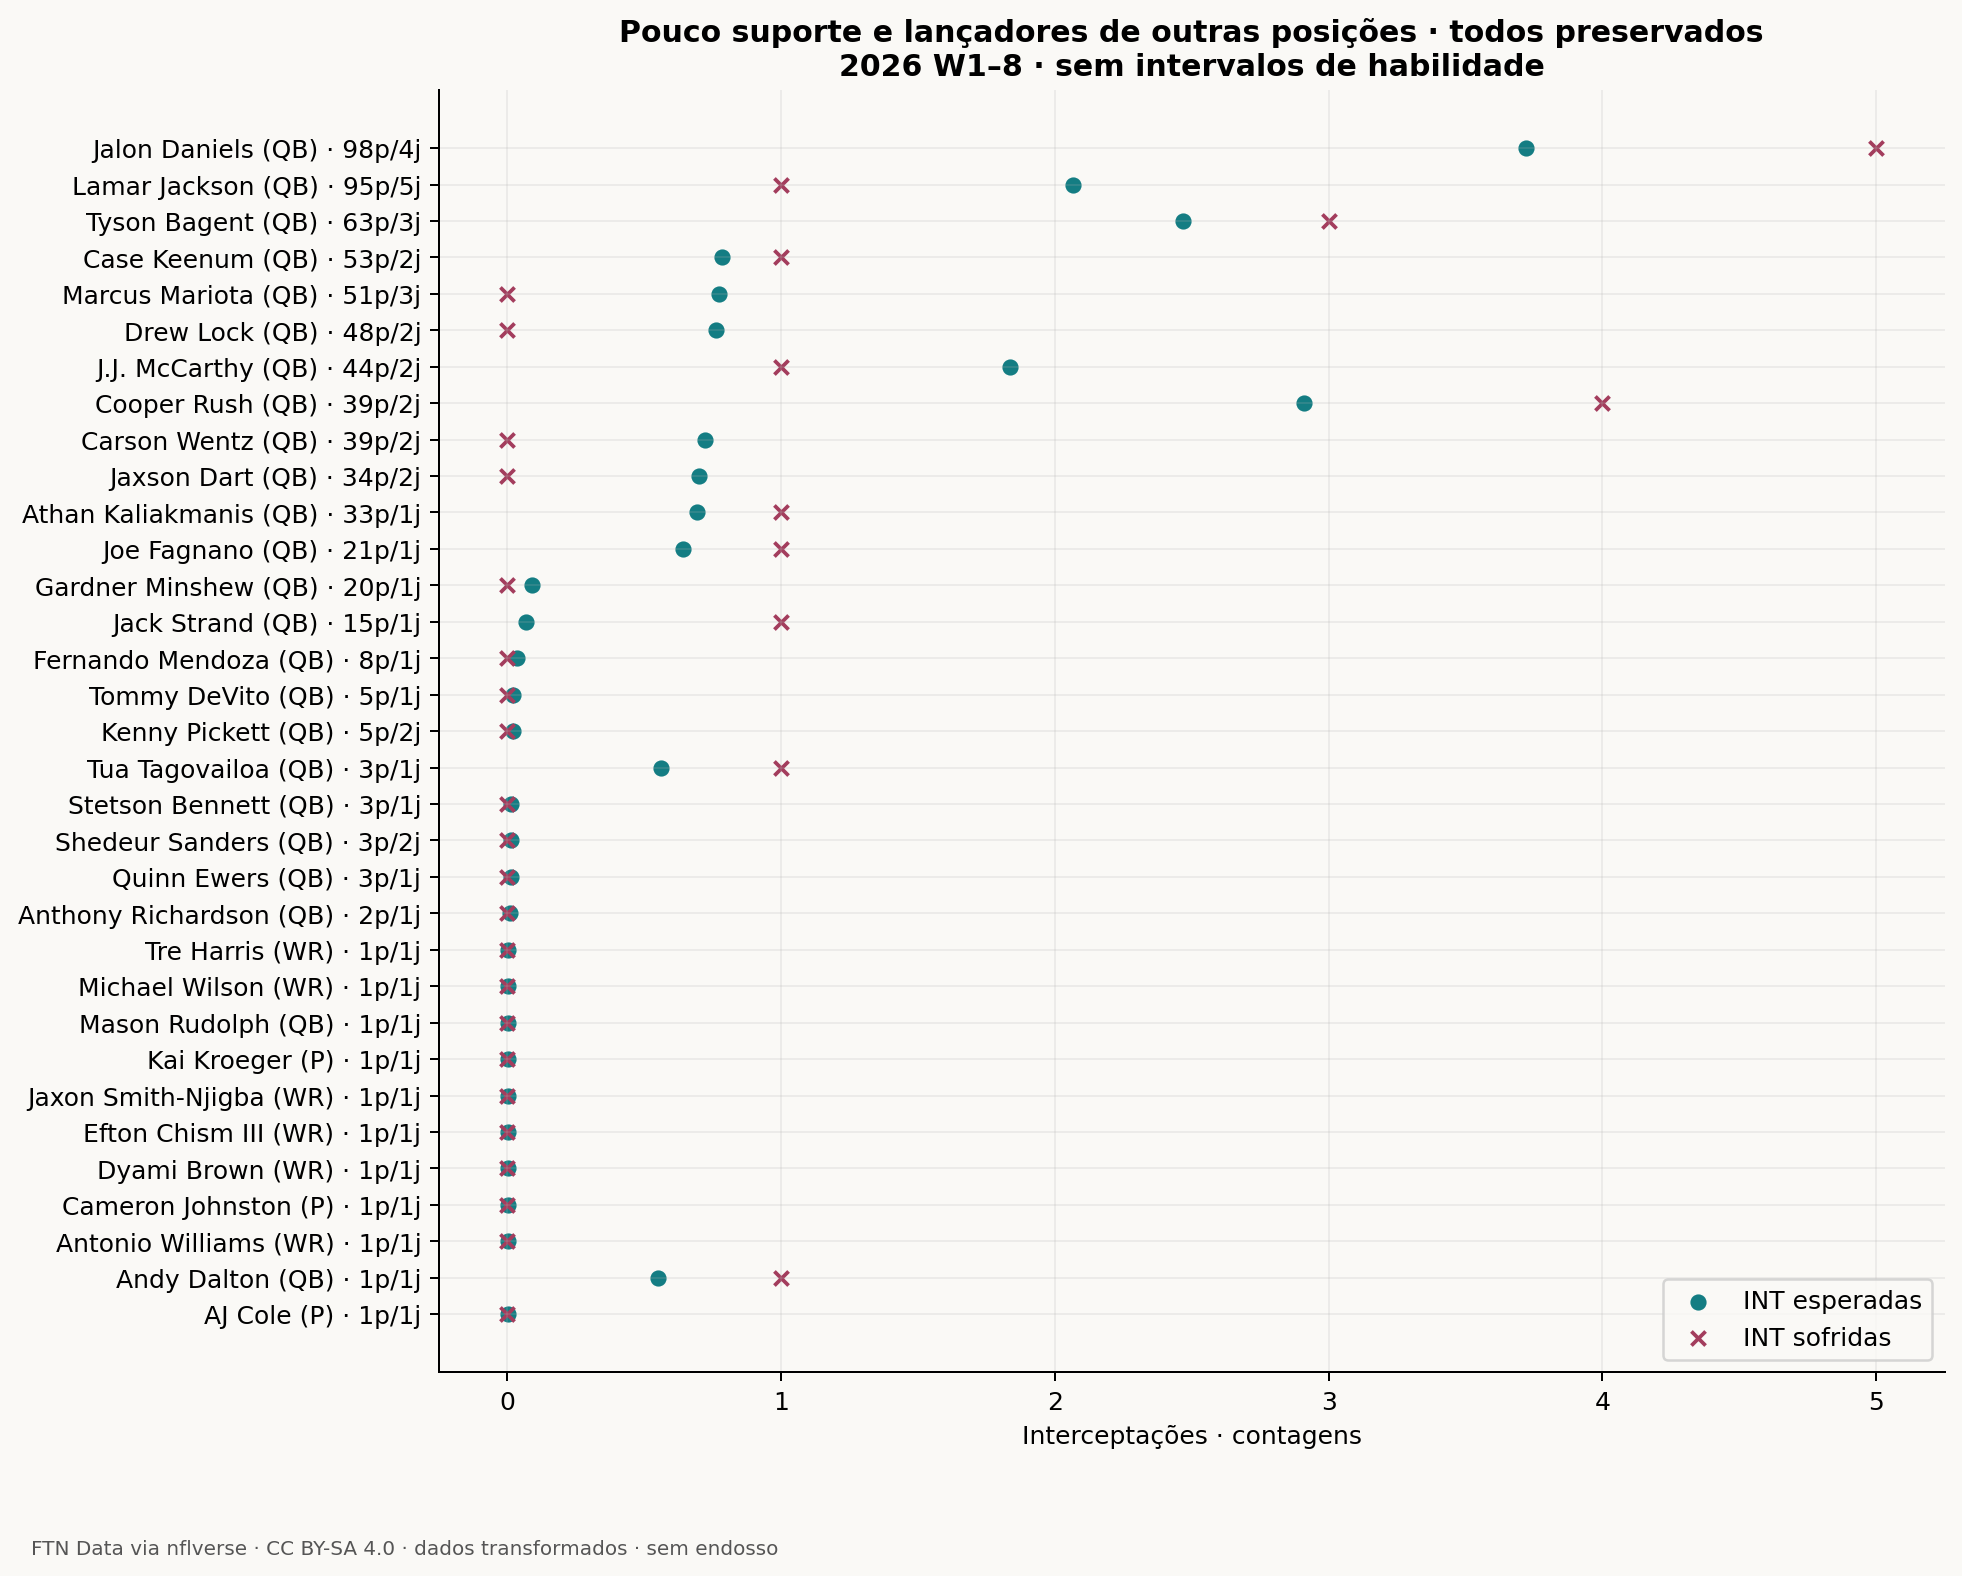 Pouco suporte e lançadores de outras posições · todos preservados
2026 W1–8 · sem intervalos de habilidade
Jalon Daniels (QB) · 98p/4j
Lamar Jackson (QB) · 95p/5j
Tyson Bagent (QB) · 63p/3j
Case Keenum (QB) · 53p/2j
Marcus Mariota (QB) · 51p/3j
Drew Lock (QB) · 48p/2j
J.J. McCarthy (QB) · 44p/2j
Cooper Rush (QB) · 39p/2j
Carson Wentz (QB) · 39p/2j
Jaxson Dart (QB) · 34p/2j
Athan Kaliakmanis (QB) · 33p/1j
Joe Fagnano (QB) · 21p/1j
Gardner Minshew (QB) · 20p/1j
Jack Strand (QB) · 15p/1j
Fernando Mendoza (QB) · 8p/1j
Tommy DeVito (QB) · 5p/1j
Kenny Pickett (QB) · 5p/2j
Tua Tagovailoa (QB) · 3p/1j
Stetson Bennett (QB) · 3p/1j
Shedeur Sanders (QB) · 3p/2j
Quinn Ewers (QB) · 3p/1j
Anthony Richardson (QB) · 2p/1j
Tre Harris (WR) · 1p/1j
Michael Wilson (WR) · 1p/1j
Mason Rudolph (QB) · 1p/1j
Kai Kroeger (P) · 1p/1j
Jaxon Smith-Njigba (WR) · 1p/1j
Efton Chism III (WR) · 1p/1j
Dyami Brown (WR) · 1p/1j
Cameron Johnston (P) · 1p/1j
Antonio Williams (WR) · 1p/1j
Andy Dalton (QB) · 1p/1j
AJ Cole (P) · 1p/1j
INT esperadas
INT sofridas
0 1 2 3 4 5
Interceptações · contagens
FTN Data via nflverse · CC BY-SA 4.0 · dados transformados · sem endosso